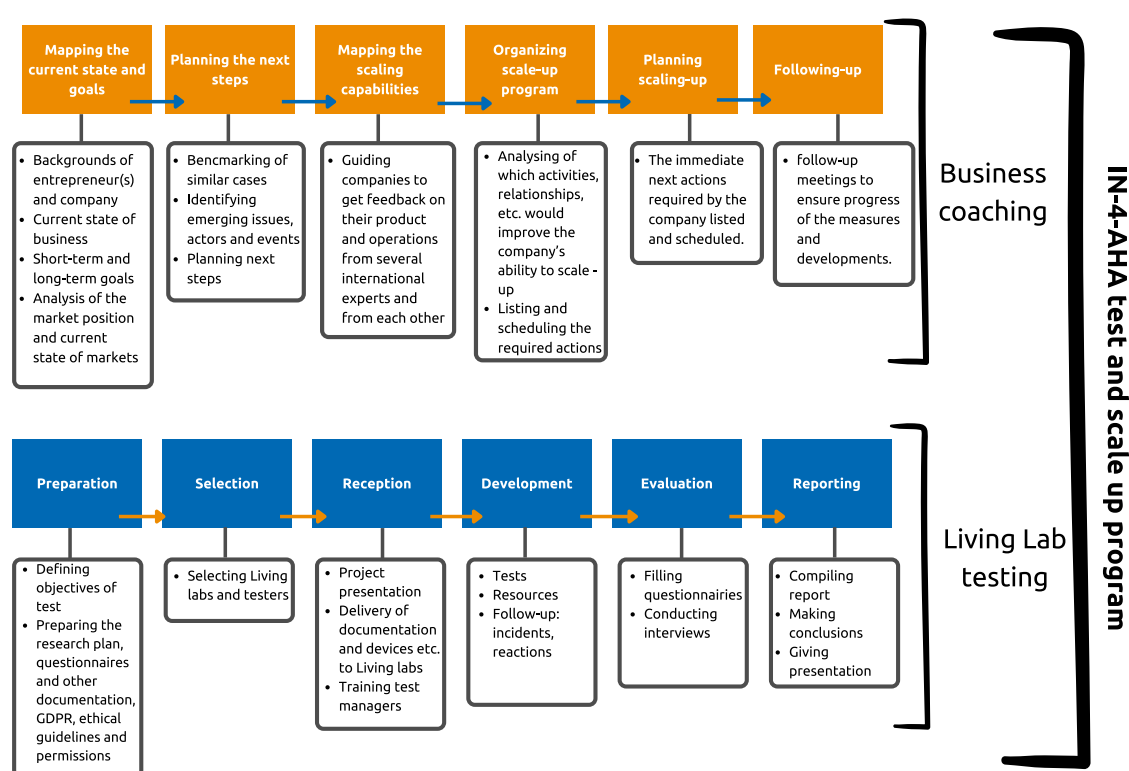 Mapping the
current state and
goals
Planning the next
steps
Mapping the
scaling
capabilities
Organizing
scale-up
program
Planning
scaling-up
Following-up
• Backgrounds of
entrepreneur(s)
and company
• Current state of
business
• Short-term and
long-term goals
• Analysis of the
market position
and current
state of markets
• Bencmarking of
similar cases
• Identifying
emerging issues,
actors and events
• Planning next
steps
• Guiding
companies to
get feedback on
their product
and operations
from several
international
experts and
from each other
• Analysing of
which activities,
relationships,
etc. would
improve the
company's
ability to scale -
up
• Listing and
scheduling the
required actions
• The immediate
next actions
required by the
company listed
and scheduled.
• follow-up
meetings to
ensure progress
of the measures
and
developments.
Business
coaching
Preparation
Selection
Reception
Development
Evaluation
Reporting
• Defining
objectives of
test
• Preparing the
research plan,
questionnaires
and other
documentation,
GDPR, ethical
guidelines and
permissions
• Selecting Living
labs and testers
• Project
presentation
• Delivery of
documentation
and devices etc.
to Living labs
• Training test
managers
• Tests
• Resources
• Follow-up:
incidents,
reactions
• Filling
questionnairies
• Conducting
interviews
• Compiling
report
• Making
conclusions
• Giving
presentation
Living Lab
testing
IN-4-AHA test and scale up program